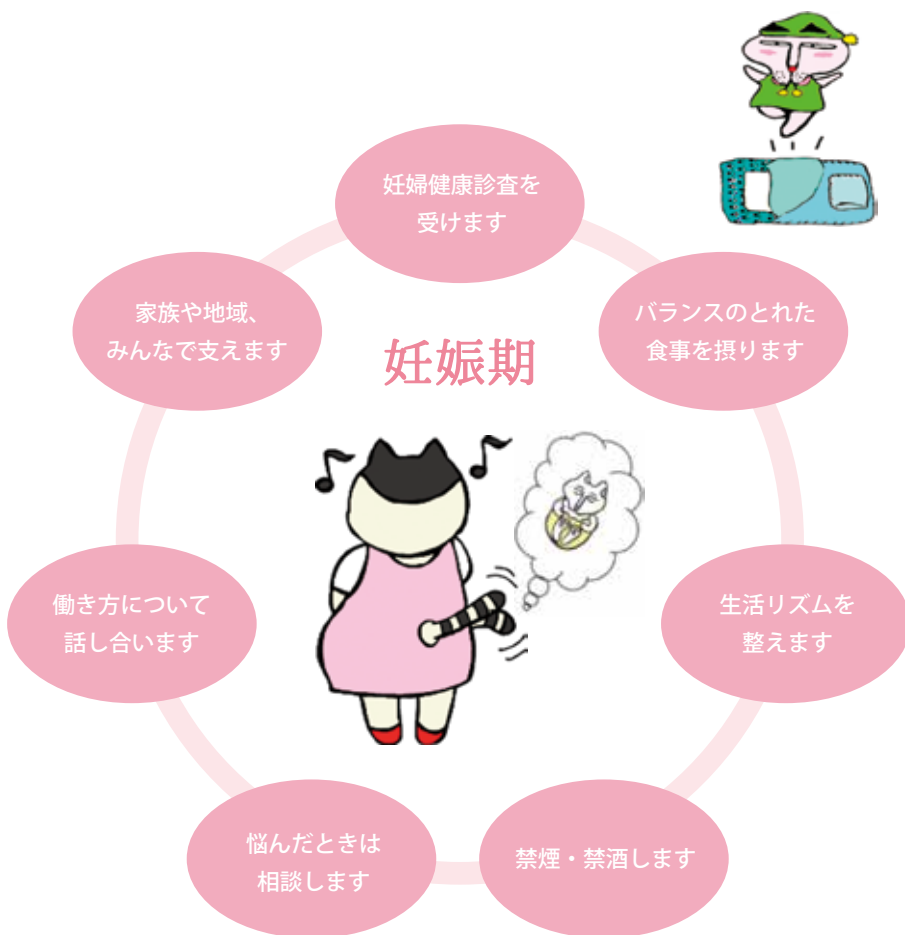 妊婦健康診査を
受けます
家族や地域、
みんなで支えます
バランスのとれた
食事を摂ります
妊娠期
働き方について
話し合います
生活リズムを
整えます
悩んだときは
相談します
禁煙・禁酒します